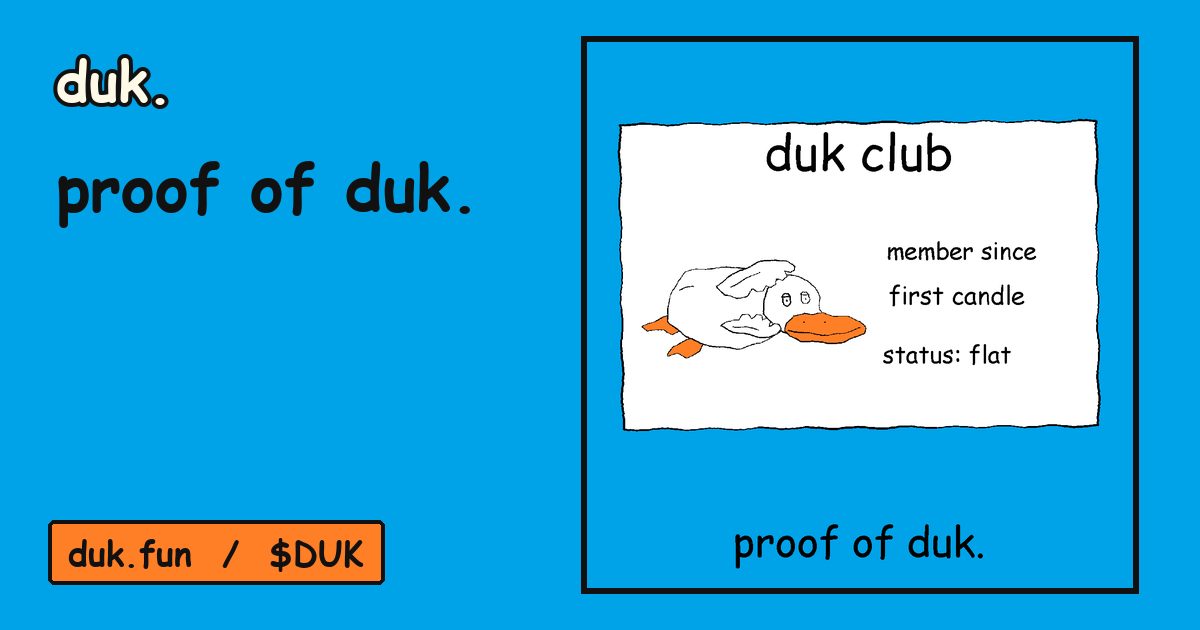 duk.
proof of duk.
duk.fun / $DUK
duk club
member since
first candle
status: flat
proof of duk.